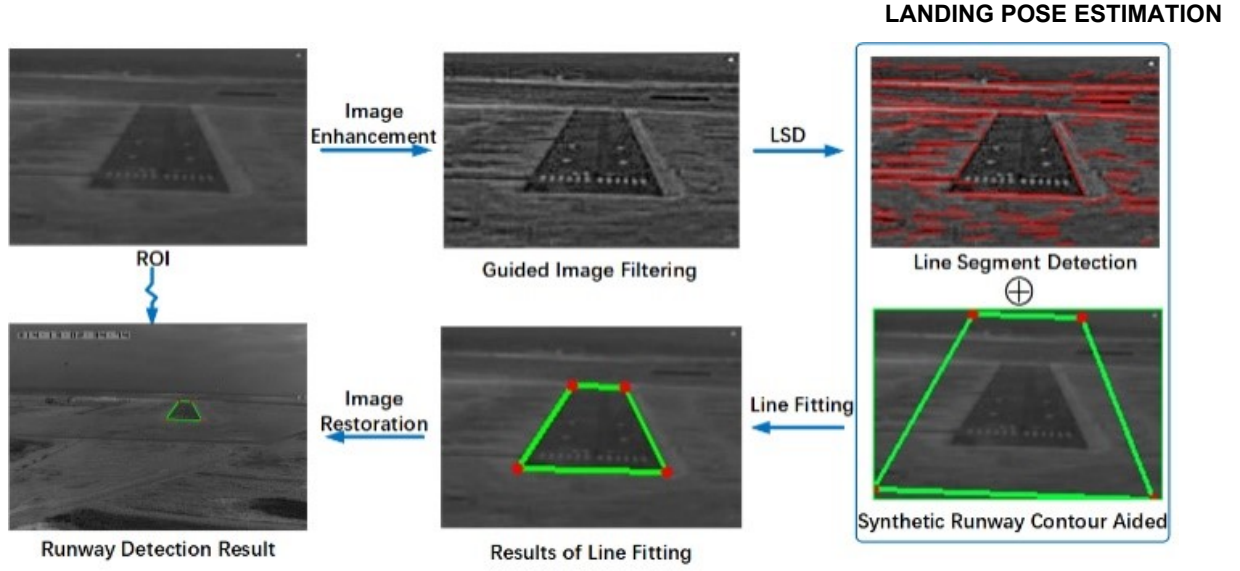 LANDING POSE ESTIMATION
Image
Enhancement
LSD
ROI
Guided Image Filtering
Line Segment Detection
Image
Restoration
Line Fitting
Synthetic Runway Contour Aided
Runway Detection Result
Results of Line Fitting